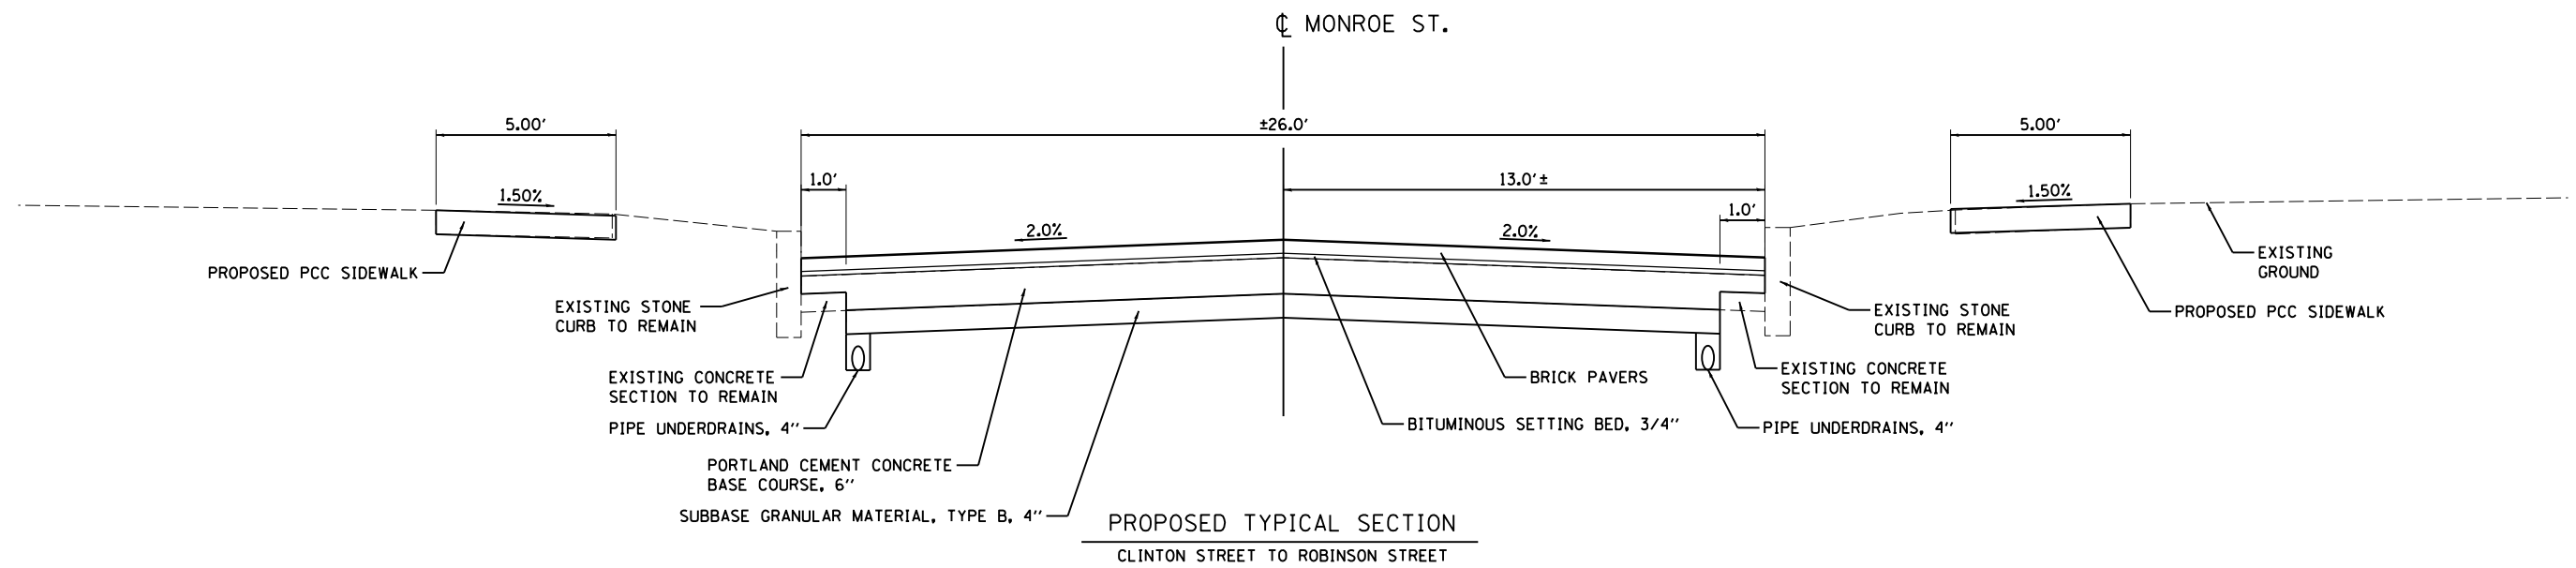 ℄ MONROE ST.
5.00'
±26.0'
5.00'
1.0'
13.0'±
1.50%
1.50%
1.0'
2.0%
2.0%
PROPOSED PCC SIDEWALK
EXISTING
GROUND
EXISTING STONE
CURB TO REMAIN
EXISTING STONE
CURB TO REMAIN
PROPOSED PCC SIDEWALK
EXISTING CONCRETE
SECTION TO REMAIN
BRICK PAVERS
EXISTING CONCRETE
SECTION TO REMAIN
PIPE UNDERDRAINS, 4''
BITUMINOUS SETTING BED, 3/4''
PIPE UNDERDRAINS, 4''
PORTLAND CEMENT CONCRETE
BASE COURSE, 6''
SUBBASE GRANULAR MATERIAL, TYPE B, 4''
PROPOSED TYPICAL SECTION
CLINTON STREET TO ROBINSON STREET